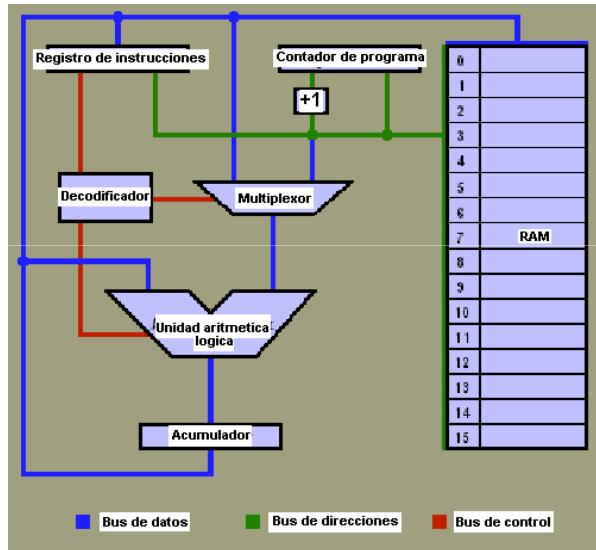 Registro de instrucciones
Contador de programa
+1
0
1
2
3
4
5
6
7
8
9
10
11
12
13
14
15
RAM
Decodificador
Multiplexor
Unidad aritmetica
logica
Acumulador
Bus de datos
Bus de direcciones
Bus de control